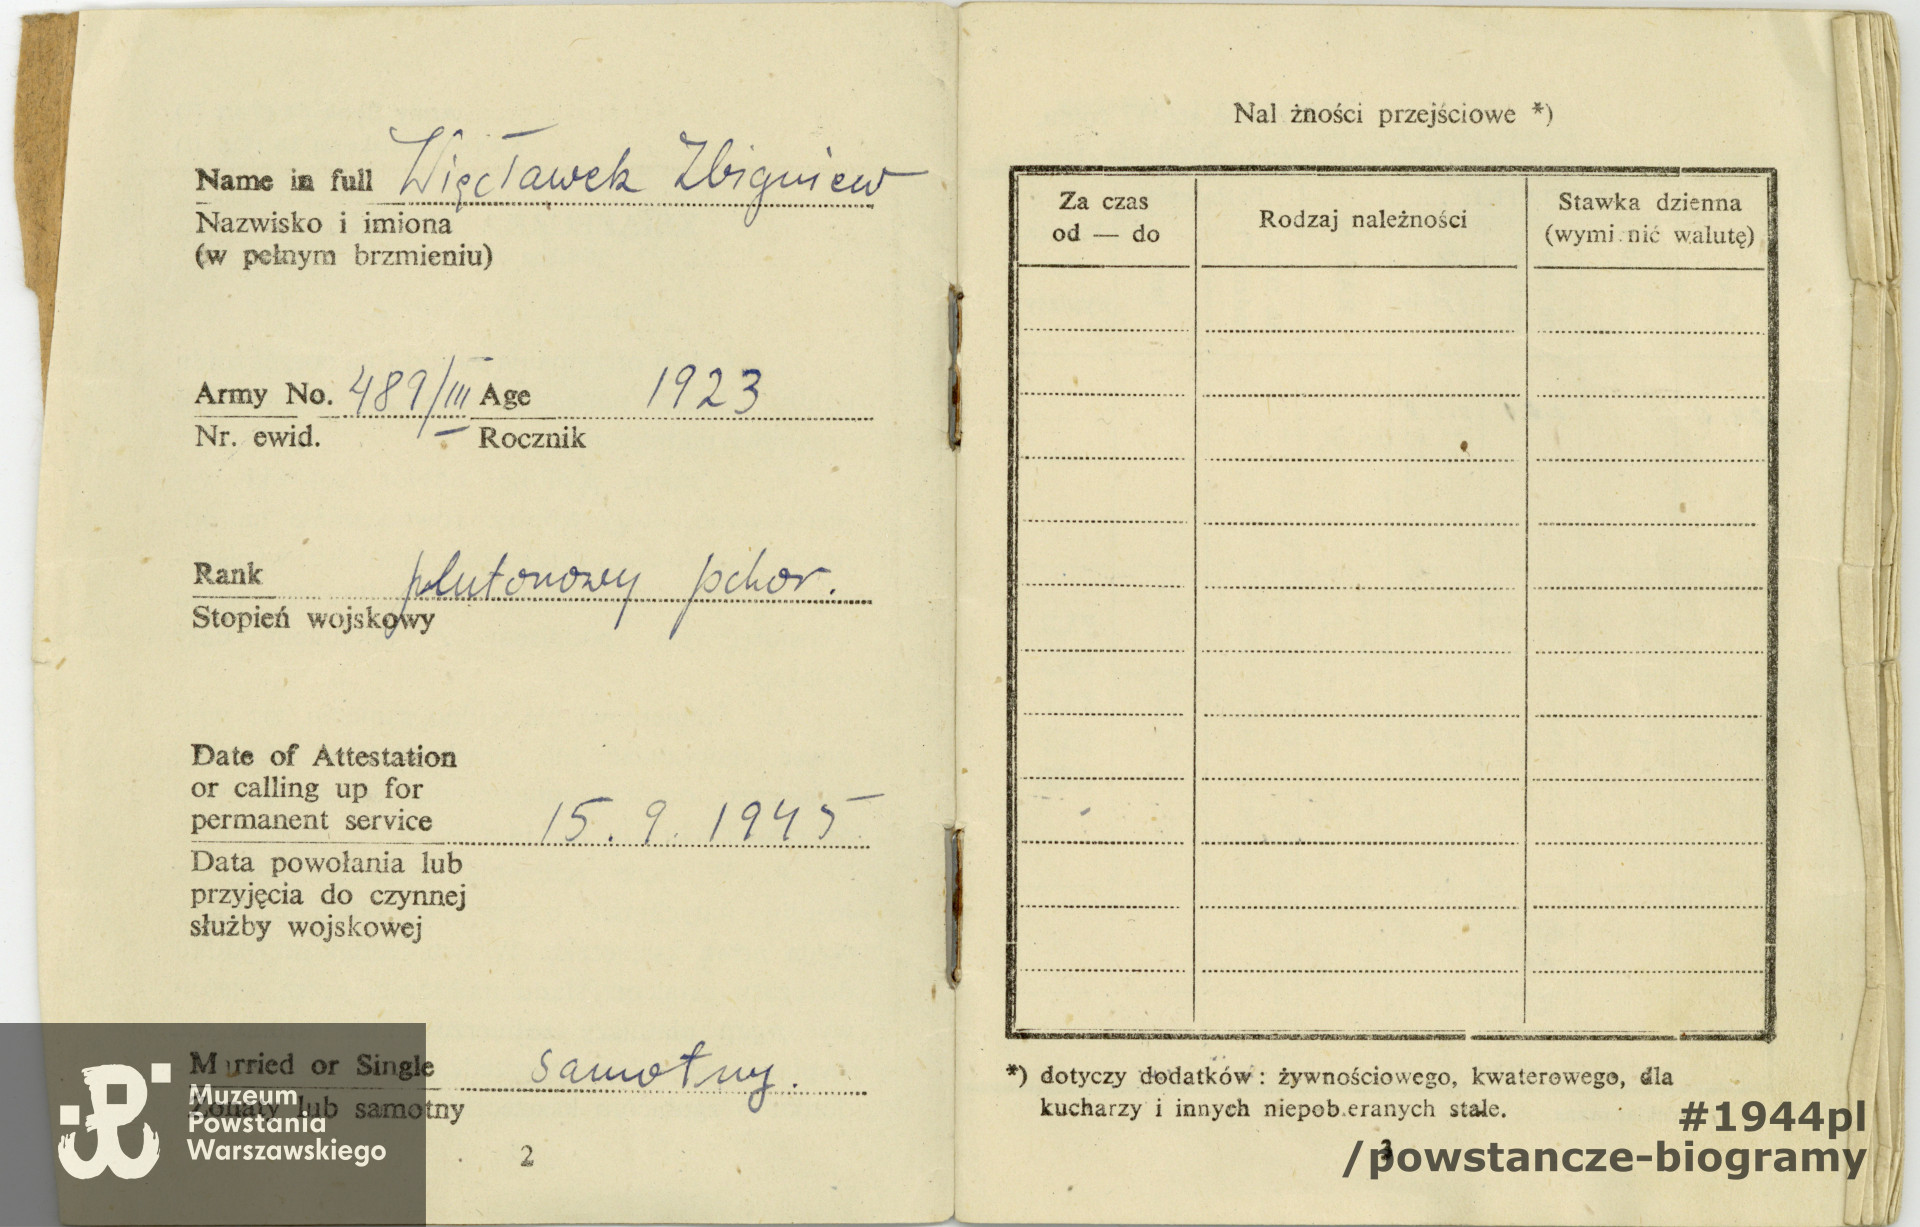 Name in full Więcławek Zbigniew
Nazwisko i imiona
(w pełnym brzmieniu)
Army No. 489/III Age 1923
Nr. ewid. Rocznik
Rank plutonowy pchor.
Stopień wojskowy
Date of Attestation
or calling up for
permanent service 15. 9. 1945
Data powołania lub
przyjęcia do czynnej
służby wojskowej
Married or Single samotny.
Żonaty lub samotny
2
Muzeum
Powstania
Warszawskiego
Nal żności przejściowe *)
Za czas
od — do
Rodzaj należności
Stawka dzienna
(wymi nić walutę)
*) dotyczy dodatków: żywnościowego, kwaterowego, dla
kucharzy i innych niepob.eranych stale.
3
#1944pl
/powstancze-biogramy